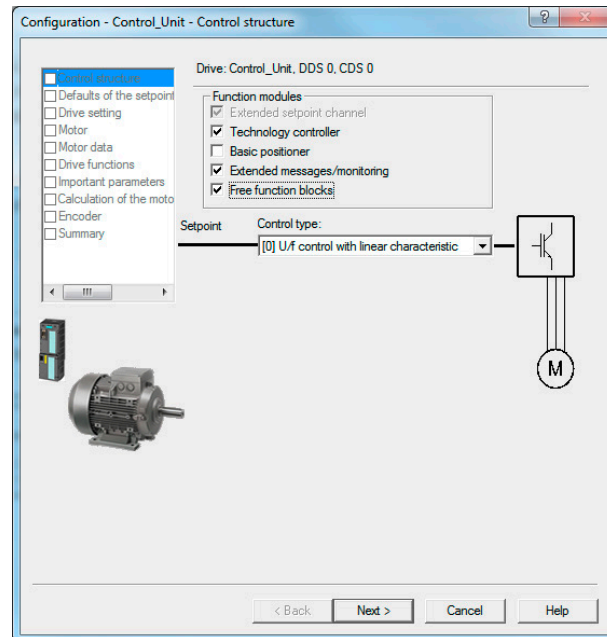 Configuration - Control_Unit - Control structure
Control structure
Defaults of the setpoint
Drive setting
Motor
Motor data
Drive functions
Important parameters
Calculation of the moto
Encoder
Summary
Drive: Control_Unit, DDS 0, CDS 0
Function modules
Extended setpoint channel
Technology controller
Basic positioner
Extended messages/monitoring
Free function blocks
Setpoint
Control type:
[0] U/f control with linear characteristic
M
< Back
Next >
Cancel
Help